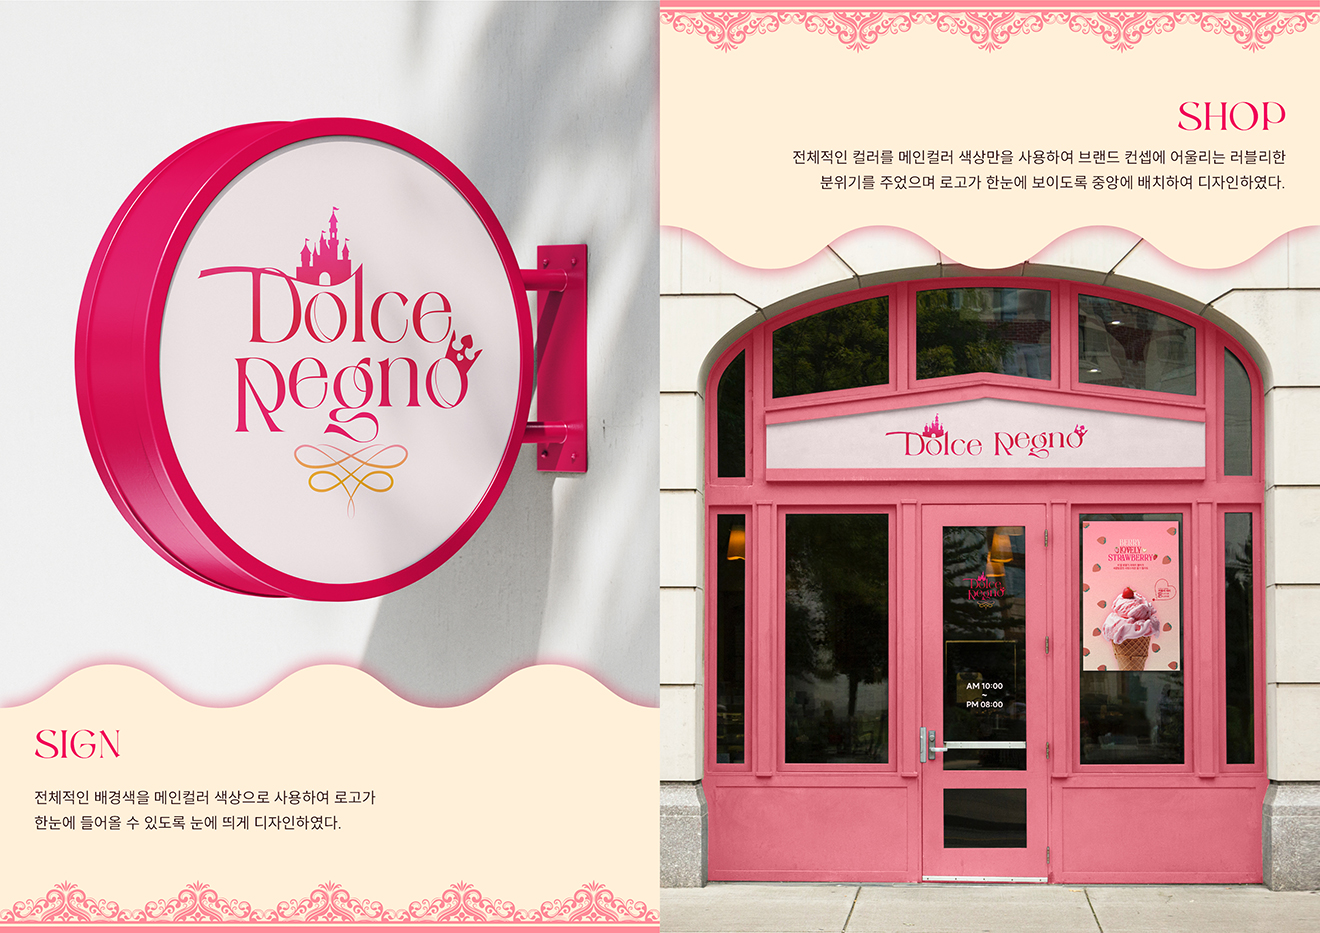 Dolce
Regno
SIGN
전체적인 배경색을 메인컬러 색상으로 사용하여 로고가
한눈에 들어올 수 있도록 눈에 띄게 디자인하였다.
SHOP
전체적인 컬러를 메인컬러 색상만을 사용하여 브랜드 컨셉에 어울리는 러블리한
분위기를 주었으며 로고가 한눈에 보이도록 중앙에 배치하여 디자인하였다.
Dolce Regno
Dolce
Regno
AM 10:00
~
PM 08:00
BERRY
LOVELY
STRAWBERRY